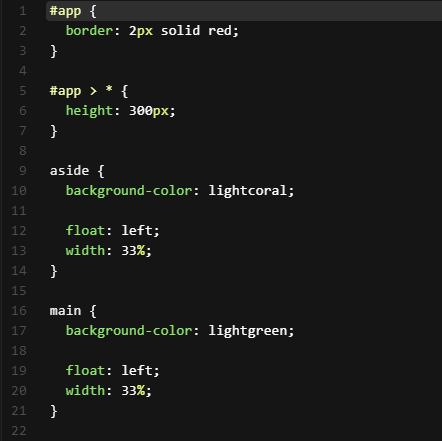 1 #app {
2   border: 2px solid red;
3 }
4
5 #app > * {
6   height: 300px;
7 }
8
9 aside {
10   background-color: lightcoral;
11
12   float: left;
13   width: 33%;
14 }
15
16 main {
17   background-color: lightgreen;
18
19   float: left;
20   width: 33%;
21 }
22